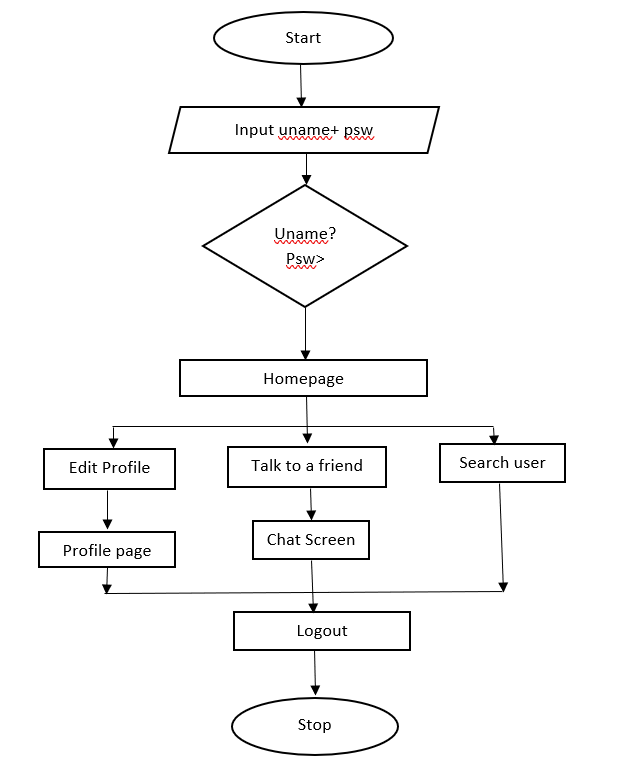 Start
Input uname+ psw
Uname?
Psw>
Homepage
Edit Profile
Talk to a friend
Search user
Profile page
Chat Screen
Logout
Stop